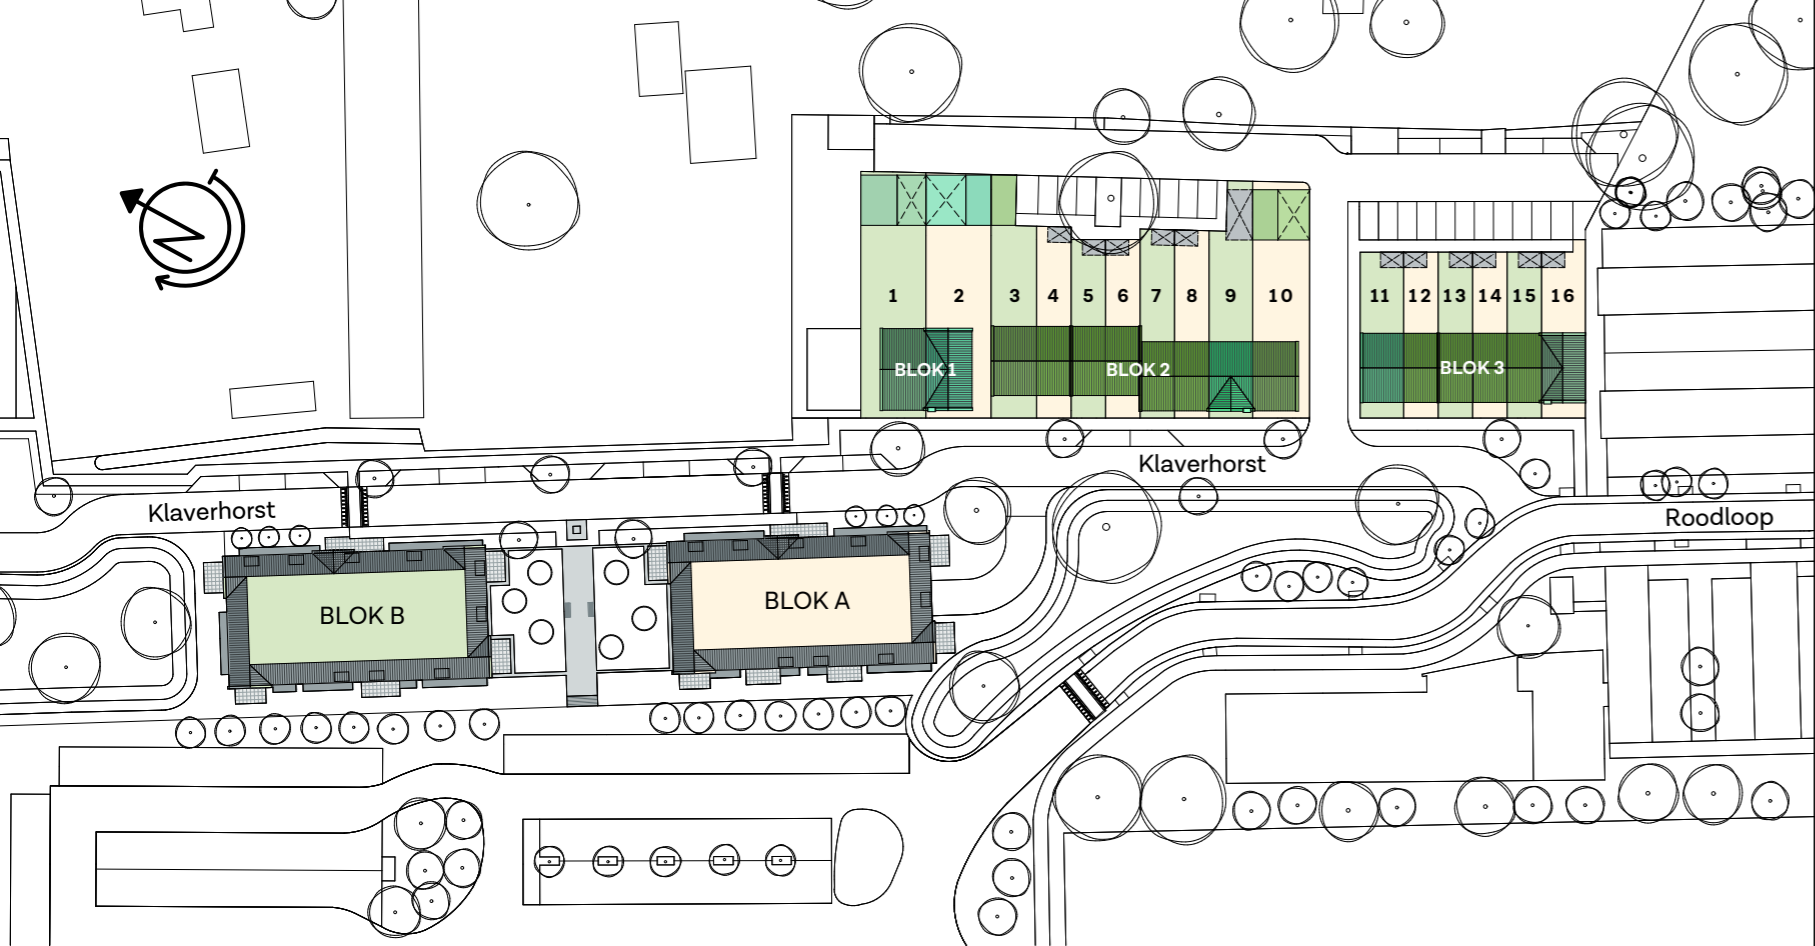 1 2 3 4 5 6 7 8 9 10 11 12 13 14 15 16
BLOK 1 BLOK 2 BLOK 3
Klaverhorst
Klaverhorst
Roodloop
BLOK B
BLOK A
N